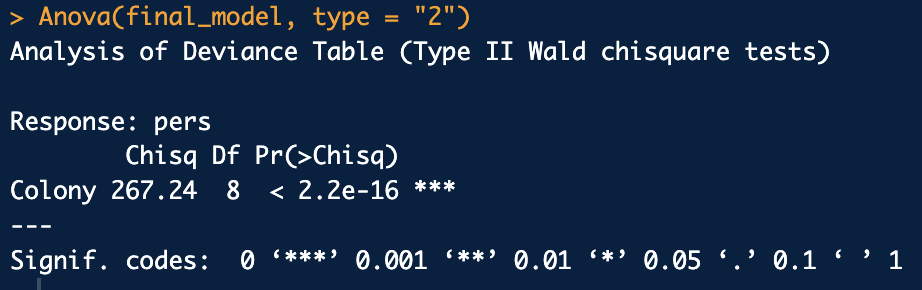 > Anova(final_model, type = "2")
Analysis of Deviance Table (Type II Wald chisquare tests)
Response: pers
Chisq Df Pr(>Chisq)
Colony 267.24 8 < 2.2e-16 ***
---
Signif. codes: 0 ‘***’ 0.001 ‘**’ 0.01 ‘*’ 0.05 ‘.’ 0.1 ‘ ’ 1